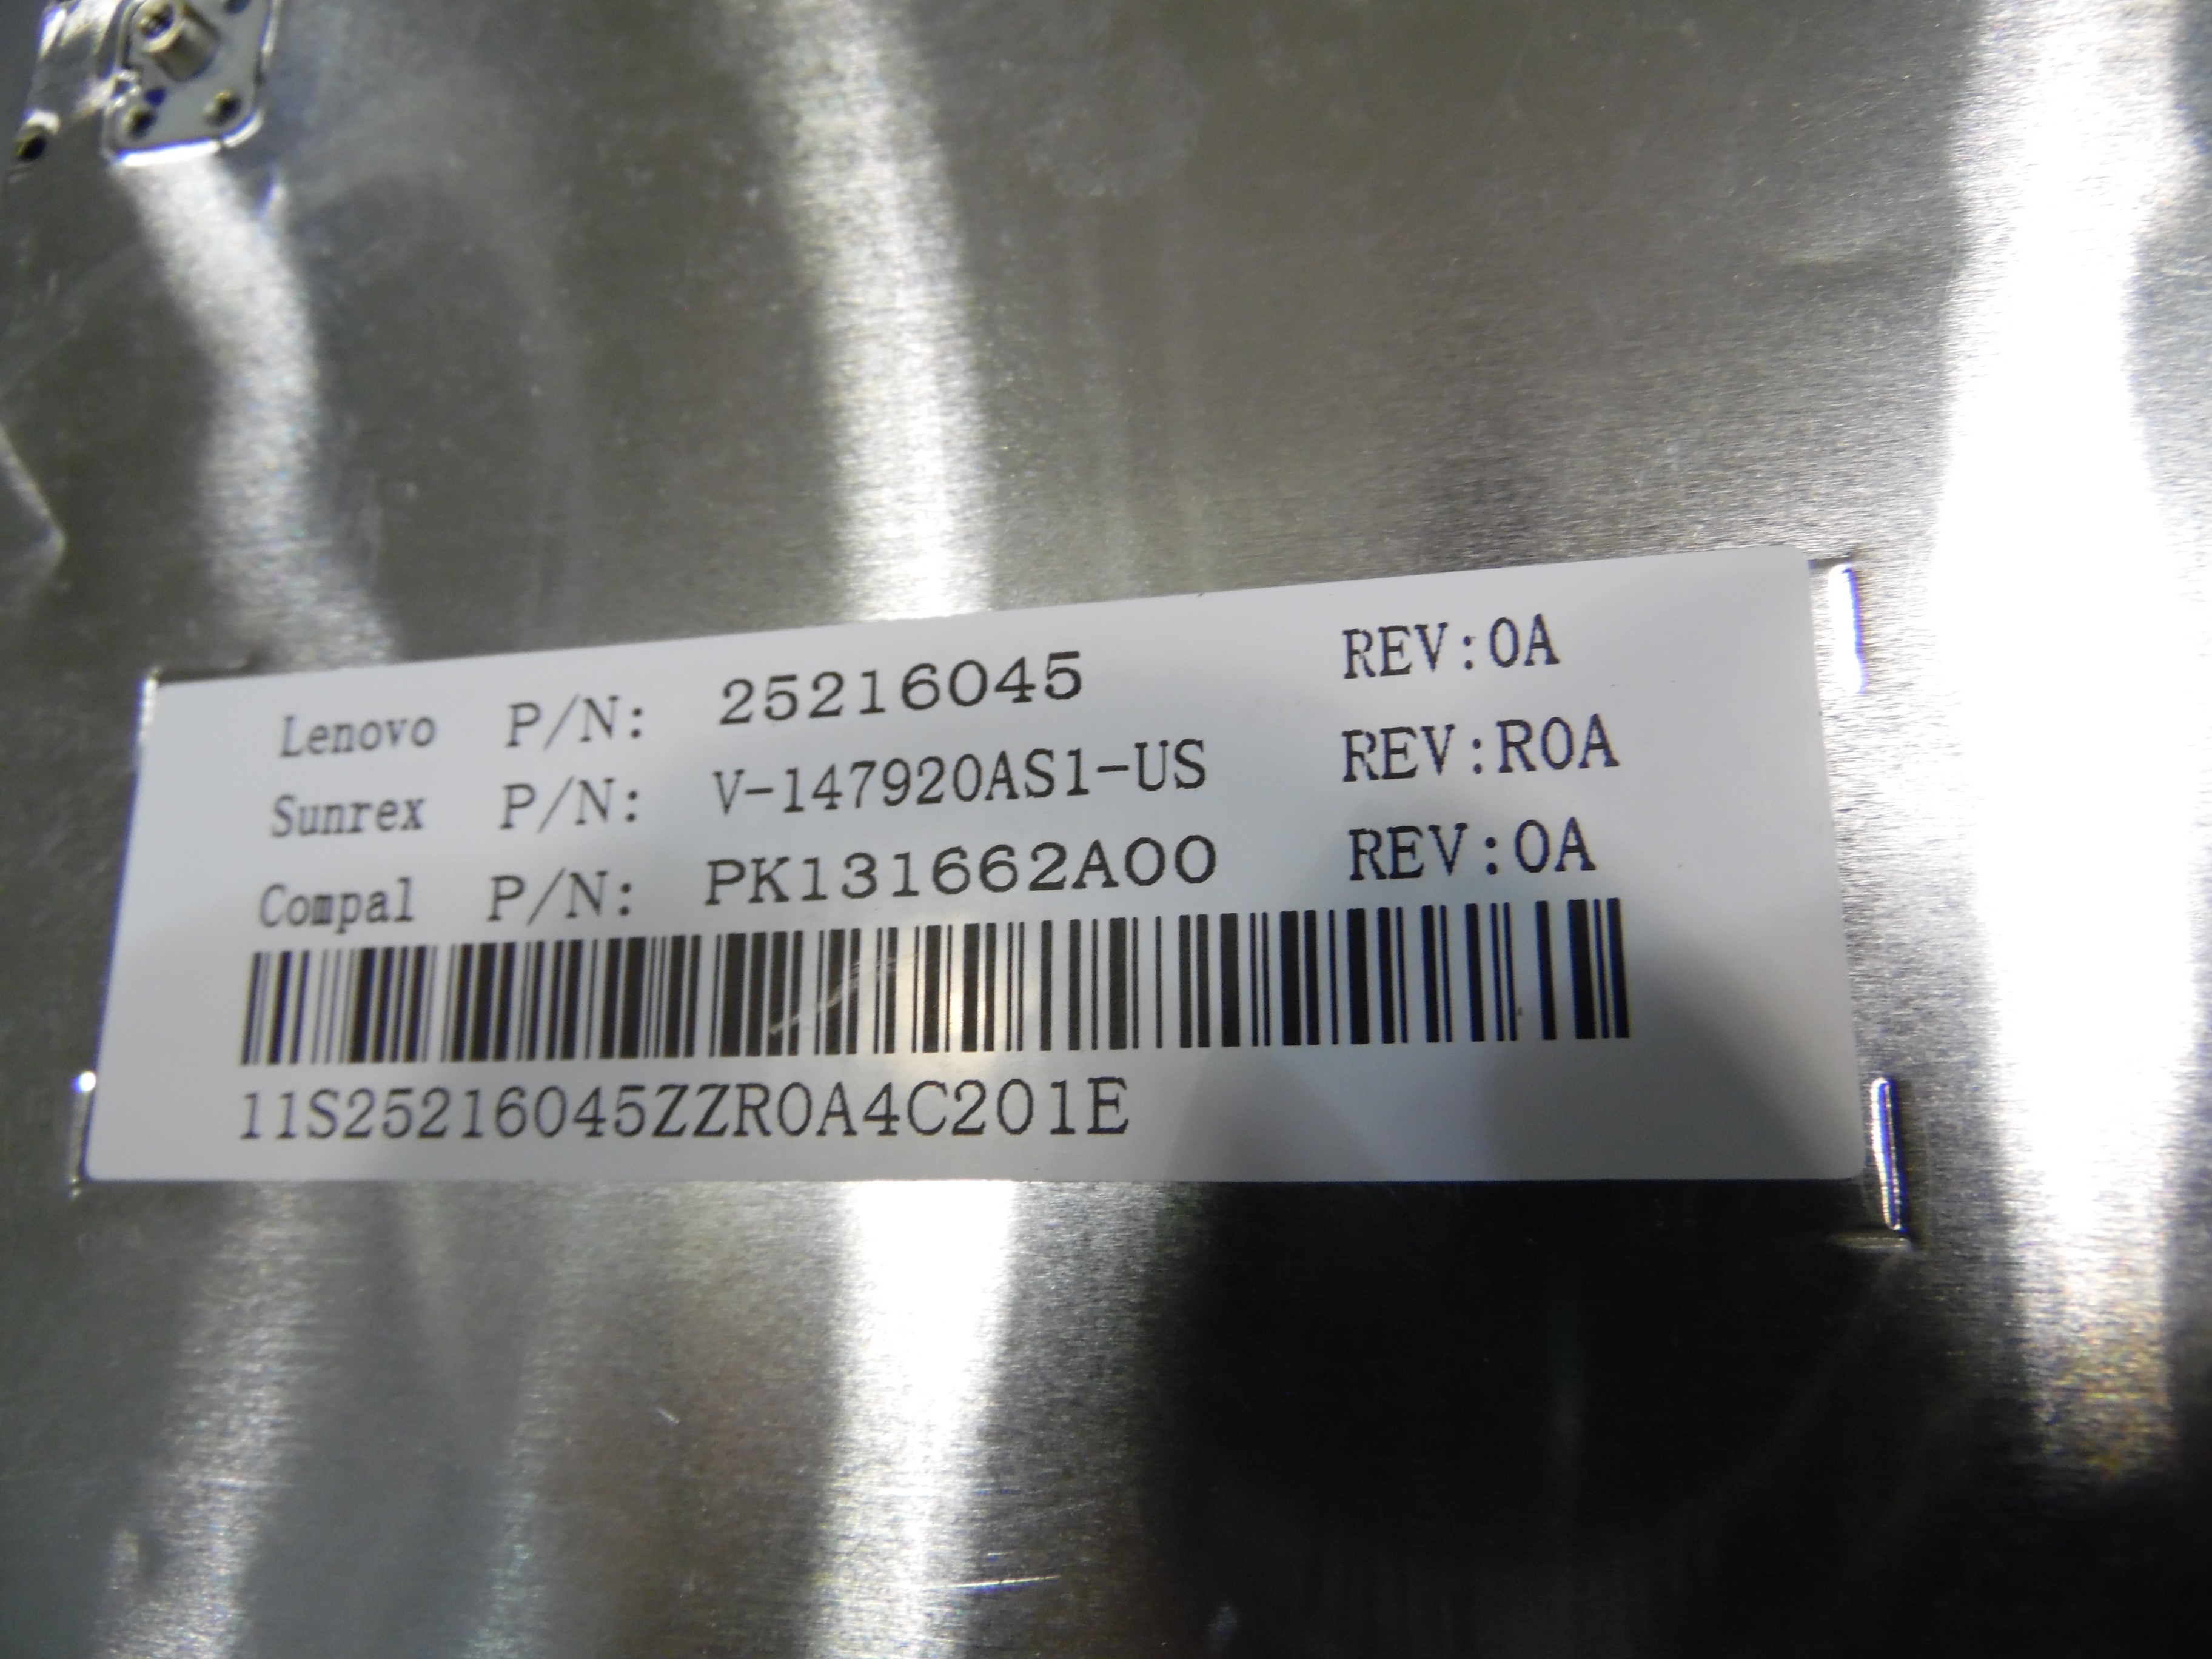 Lenovo P/N: 25216045 REV:0A
Sunrex P/N: V-147920AS1-US REV:R0A
Compal P/N: PK131662A00 REV:0A
11S25216045ZZR0A4C201E